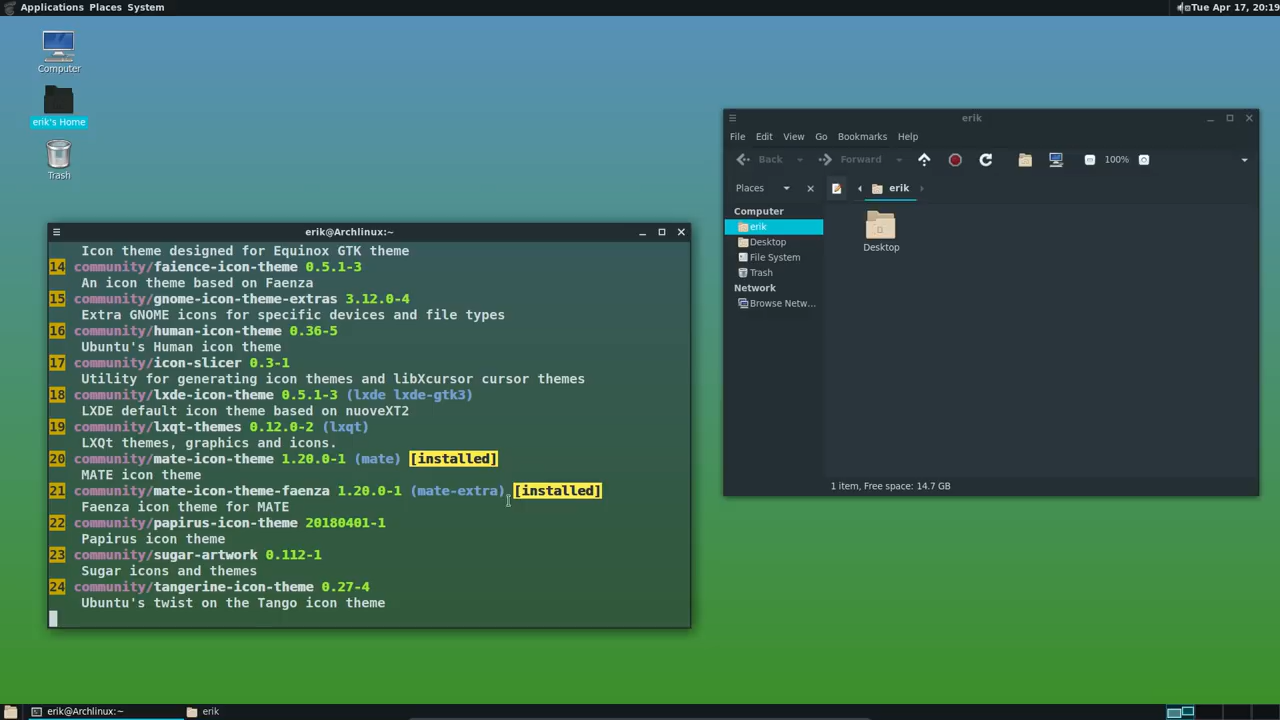 Applications Places System
Tue Apr 17, 20:19
Computer
erik's Home
Trash
erik@Archlinux:~
Icon theme designed for Equinox GTK theme
14 community/faience-icon-theme 0.5.1-3
An icon theme based on Faenza
15 community/gnome-icon-theme-extras 3.12.0-4
Extra GNOME icons for specific devices and file types
16 community/human-icon-theme 0.36-5
Ubuntu's Human icon theme
17 community/icon-slicer 0.3-1
Utility for generating icon themes and libXcursor cursor themes
18 community/lxde-icon-theme 0.5.1-3 (lxde lxde-gtk3)
LXDE default icon theme based on nuoveXT2
19 community/lxqt-themes 0.12.0-2 (lxqt)
LXQt themes, graphics and icons.
20 community/mate-icon-theme 1.20.0-1 (mate) [installed]
MATE icon theme
21 community/mate-icon-theme-faenza 1.20.0-1 (mate-extra) [installed]
Faenza icon theme for MATE
22 community/papirus-icon-theme 20180401-1
Papirus icon theme
23 community/sugar-artwork 0.112-1
Sugar icons and themes
24 community/tangerine-icon-theme 0.27-4
Ubuntu's twist on the Tango icon theme
erik
File Edit View Go Bookmarks Help
Back Forward 100%
Places erik
Computer
erik
Desktop
File System
Trash
Network
Browse Netw...
Desktop
1 item, Free space: 14.7 GB
erik@Archlinux:~ erik